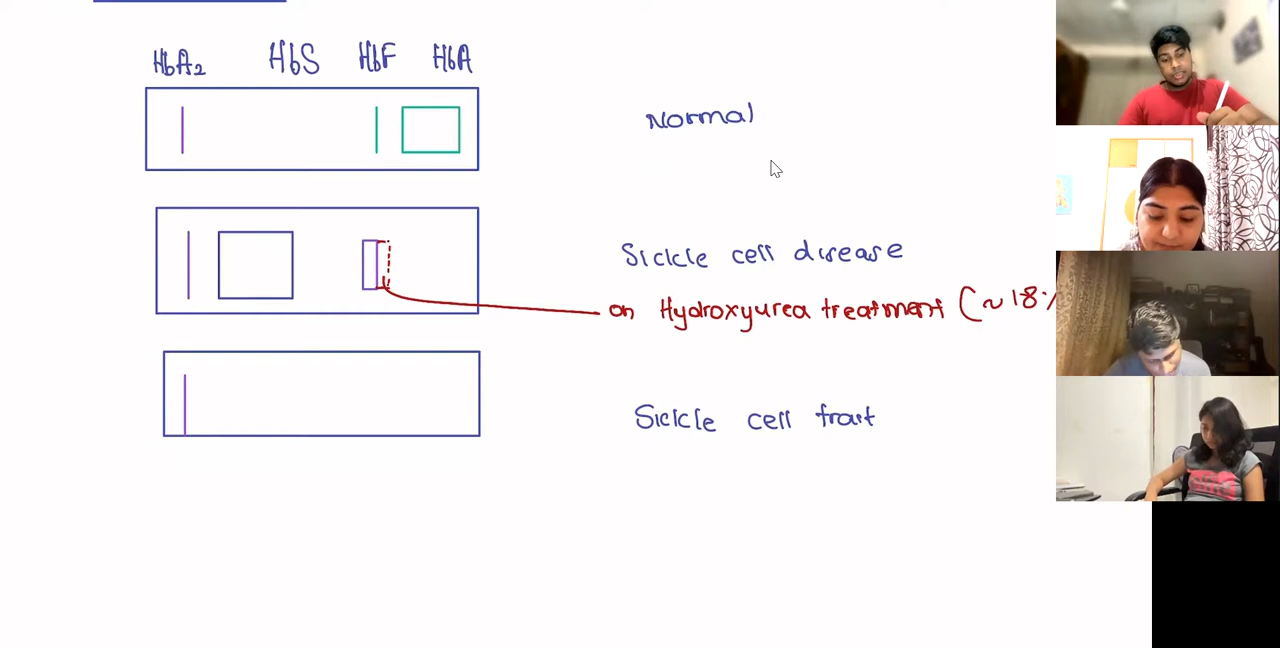 HbA₂ HbS HbF HbA
Normal
Sickle cell disease
on Hydroxyurea treatment (~18%
Sickle cell trait